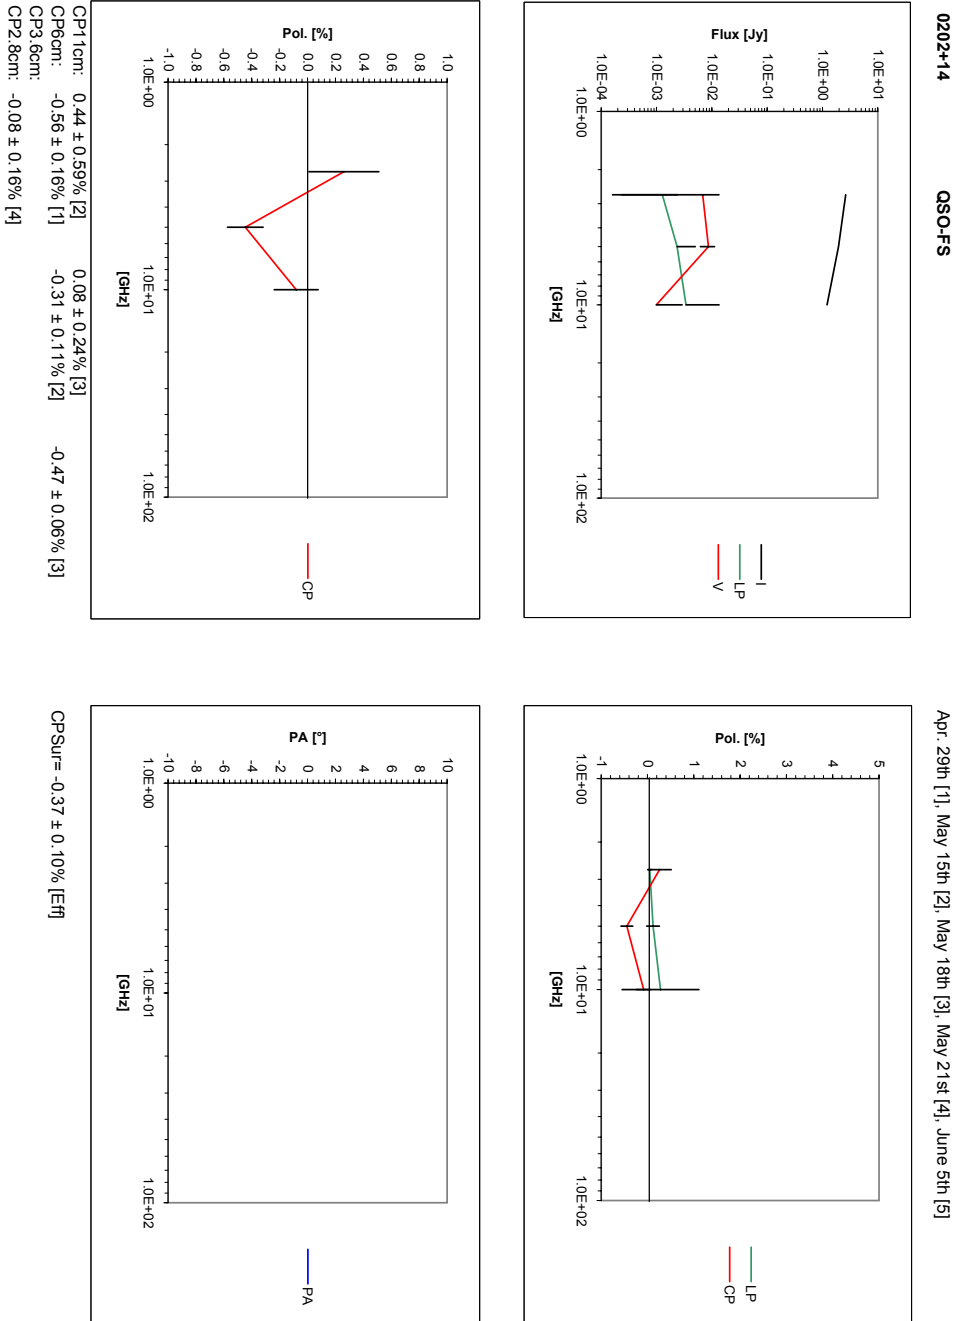 0202+14 QSO-FS Apr. 29th [1], May 15th [2], May 18th [3], May 21st [4], June 5th [5]
Flux [Jy]
1.0E+01
1.0E+00
1.0E-01
1.0E-02
1.0E-03
1.0E-04
1.0E+00 1.0E+01 1.0E+02
[GHz]
I
LP
V
Pol. [%]
5
4
3
2
1
0
-1
1.0E+00 1.0E+01 1.0E+02
[GHz]
LP
CP
Pol. [%]
1.0
0.8
0.6
0.4
0.2
0.0
-0.2
-0.4
-0.6
-0.8
-1.0
1.0E+00 1.0E+01 1.0E+02
[GHz]
CP
PA [°]
10
8
6
4
2
0
-2
-4
-6
-8
-10
1.0E+00 1.0E+01 1.0E+02
[GHz]
PA
CP11cm: 0.44 ± 0.59% [2] 0.08 ± 0.24% [3]
CP6cm: -0.56 ± 0.16% [1] -0.31 ± 0.11% [2] -0.47 ± 0.06% [3] CPSur= -0.37 ± 0.10% [Eff]
CP3.6cm:
CP2.8cm: -0.08 ± 0.16% [4]